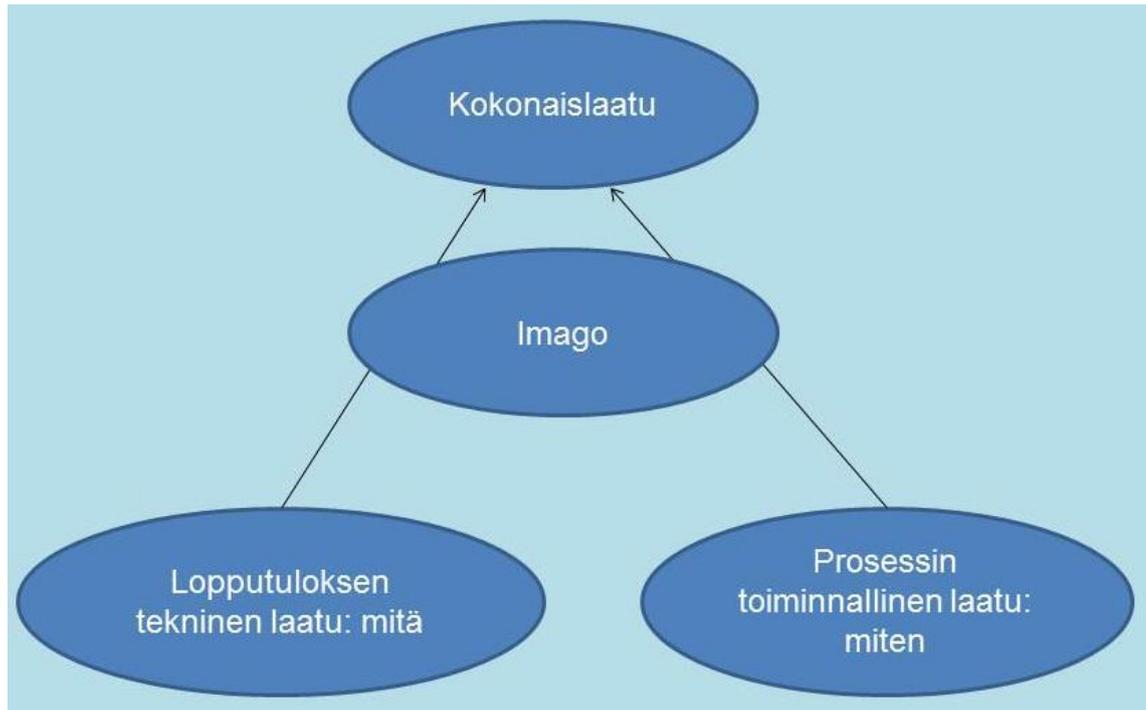 Kokonaislaatu
Imago
Lopputuloksen
tekninen laatu: mitä
Prosessin
toiminnallinen laatu:
miten